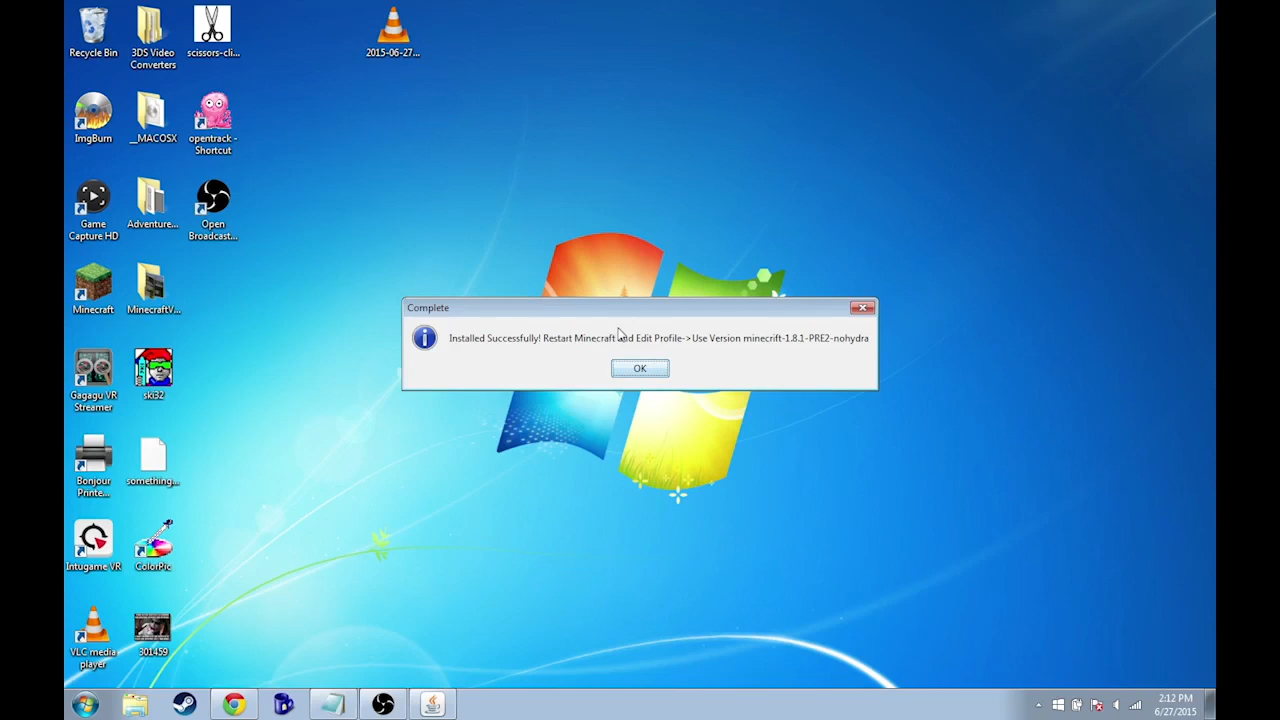 Recycle Bin
3DS Video
Converters
scissors-cli...
2015-06-27...
ImgBurn
__MACOSX
opentrack -
Shortcut
Game
Capture HD
Adventure...
Open
Broadcast...
Minecraft
MinecraftV...
Complete
Installed Successfully! Restart Minecraft and Edit Profile->Use Version minecrift-1.8.1-PRE2-nohydra
OK
Gagagu VR
Streamer
ski32
Bonjour
Printe...
something...
Intugame VR
ColorPic
VLC media
player
301459
2:12 PM
6/27/2015